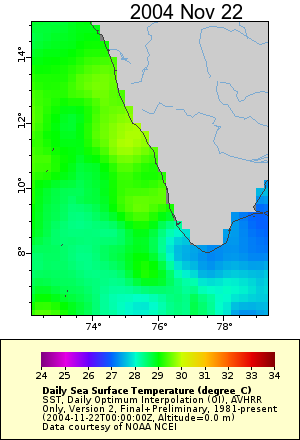 2004 Nov 22
14°
12°
10°
8°
74°
76°
78°
24 25 26 27 28 29 30 31 32 33 34
Daily Sea Surface Temperature (degree_C)
SST, Daily Optimum Interpolation (OI), AVHRR
Only, Version 2, Final+Preliminary, 1981-present
(2004-11-22T00:00:00Z, Altitude=0.0 m)
Data courtesy of NOAA NCEI